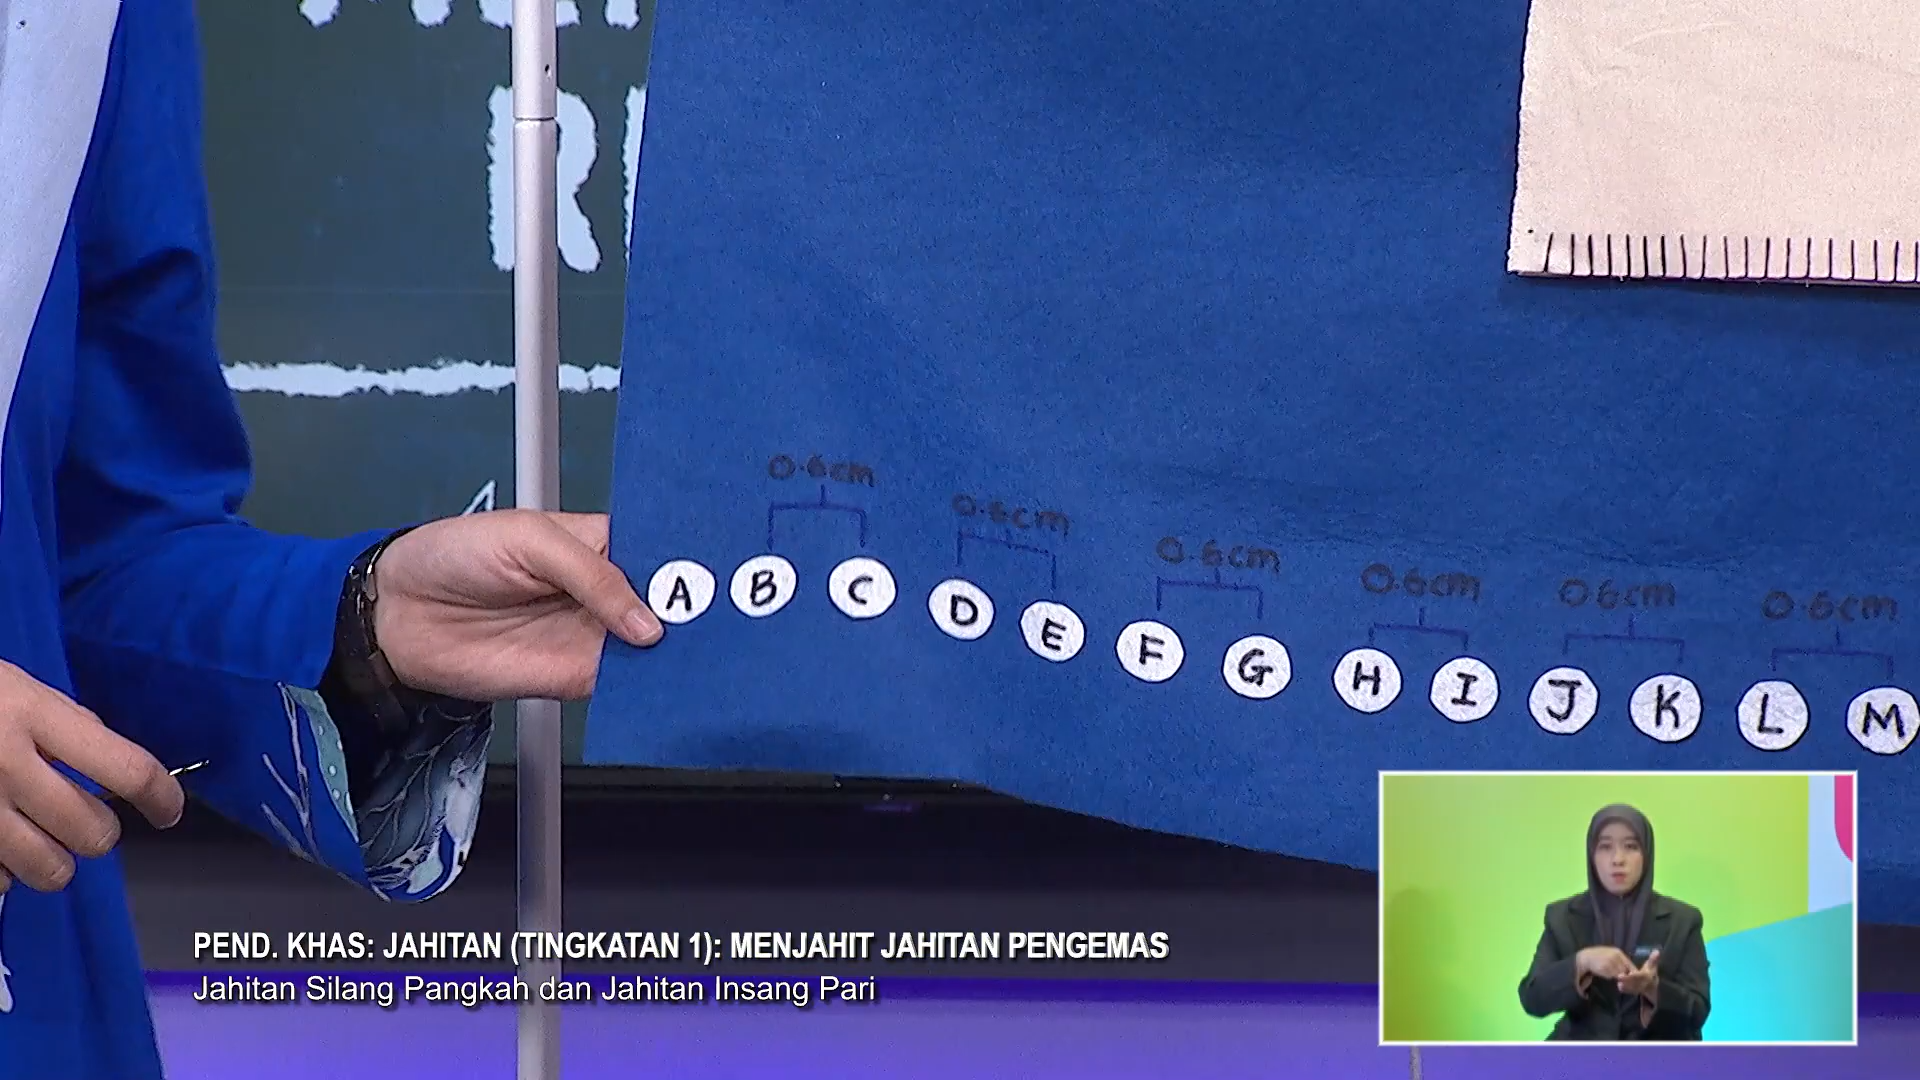 0.6cm
0.6cm
0.6cm
0.6cm
0.6cm
0.6cm
A B C D E F G H I J K L M
PEND. KHAS: JAHITAN (TINGKATAN 1): MENJAHIT JAHITAN PENGEMAS
Jahitan Silang Pangkah dan Jahitan Insang Pari